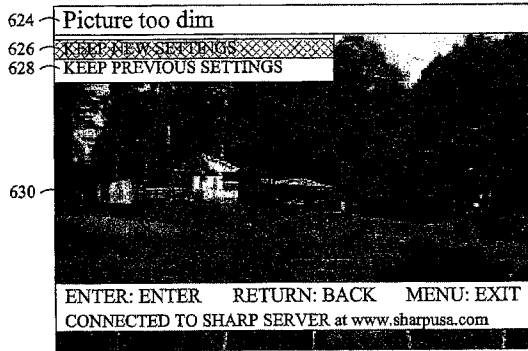 624 Picture too dim
626 KEEP NEW SETTINGS
628 KEEP PREVIOUS SETTINGS
630
ENTER: ENTER RETURN: BACK MENU: EXIT
CONNECTED TO SHARP SERVER at www.sharpusa.com